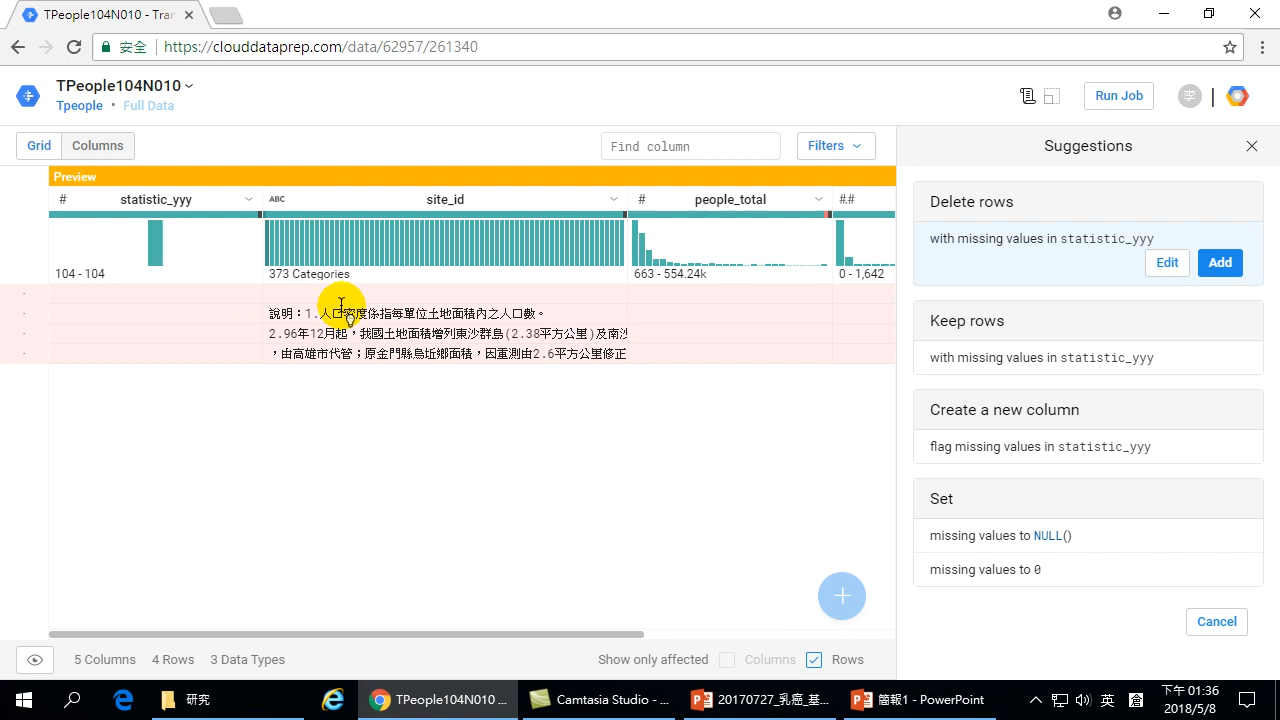 TPeople104N010 - Tra
安全
https://clouddataprep.com/data/62957/261340
TPeople104N010
Tpeople • Full Data
Run Job
李
Grid
Columns
Find column
Filters
Suggestions
Preview
# statistic_yyy
ABC site_id
# people_total
#.#
104 - 104
373 Categories
663 - 554.24k
0 - 1,642
說明：1.人口密度係指每單位土地面積內之人口數。
2.96年12月起，我國土地面積增列東沙群島(2.38平方公里)及南沙
，由高雄市代管；原金門縣烏坵鄉面積，因重測由2.6平方公里修正
Delete rows
with missing values in statistic_yyy
Edit
Add
Keep rows
with missing values in statistic_yyy
Create a new column
flag missing values in statistic_yyy
Set
missing values to NULL()
missing values to 0
Cancel
5 Columns
4 Rows
3 Data Types
Show only affected
Columns
Rows
研究
TPeople104N010 ...
Camtasia Studio - ...
20170727_乳癌_基...
簡報1 - PowerPoint
英
下午 01:36
2018/5/8